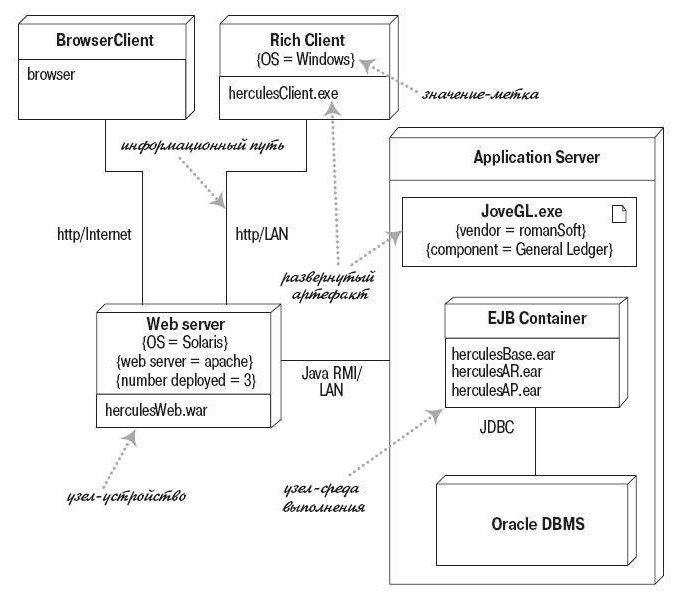 BrowserClient
browser
Rich Client
{OS = Windows}
herculesClient.exe
значение-метка
информационный путь
Application Server
JoveGL.exe
{vendor = romanSoft}
{component = General Ledger}
http/Internet
http/LAN
развернутый
артефакт
EJB Container
herculesBase.ear
herculesAR.ear
herculesAP.ear
Web server
{OS = Solaris}
{web server = apache}
{number deployed = 3}
herculesWeb.war
Java RMI/
LAN
JDBC
узел-устройство
узел-среда
выполнения
Oracle DBMS